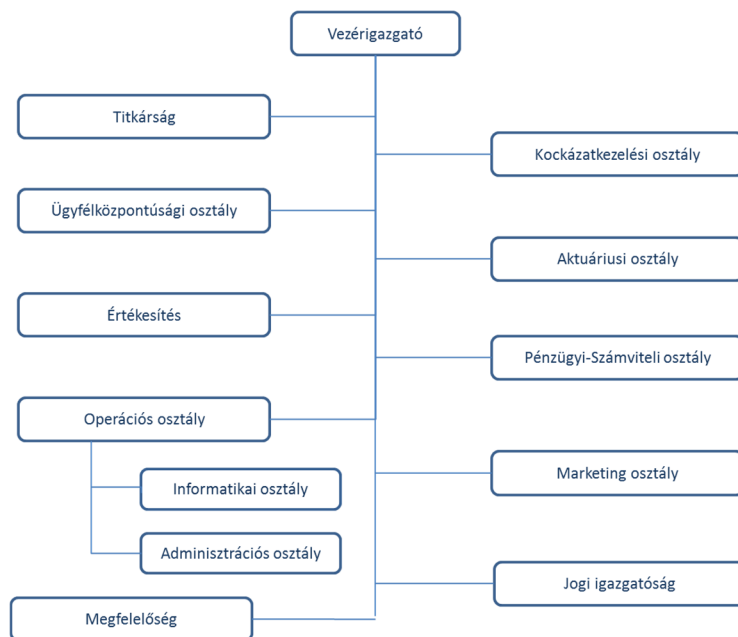 Vezérigazgató
Titkárság
Kockázatkezelési osztály
Ügyfélközpontúsági osztály
Aktuáriusi osztály
Értékesítés
Pénzügyi-Számviteli osztály
Operációs osztály
Marketing osztály
Informatikai osztály
Adminisztrációs osztály
Jogi igazgatóság
Megfelelőség